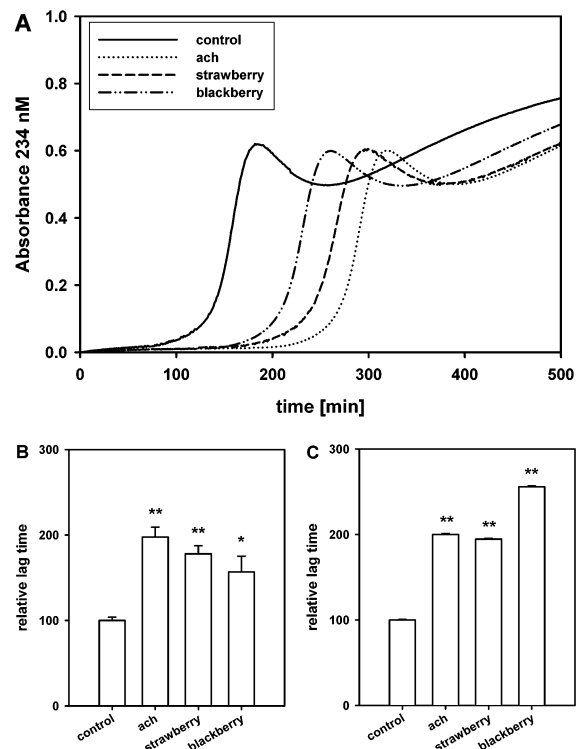 A
Absorbance 234 nM
1.0
0.8
0.6
0.4
0.2
0.0
control
ach
strawberry
blackberry
0 100 200 300 400 500
time [min]
B
relative lag time
300
200
100
0
** ** *
control ach strawberry blackberry
C
relative lag time
300
200
100
0
** ** **
control ach strawberry blackberry